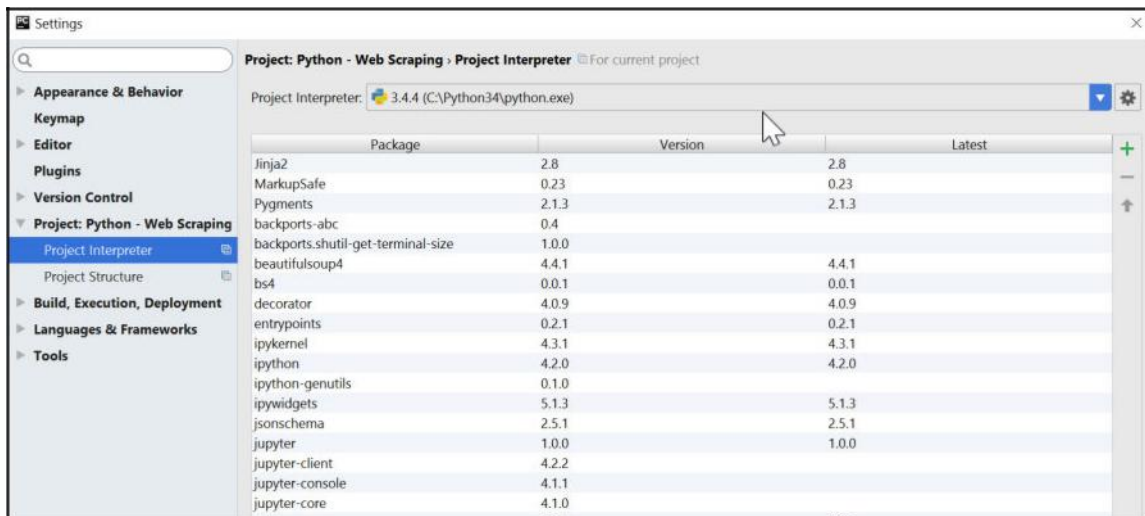 PC Settings
Project: Python - Web Scraping › Project Interpreter For current project
Appearance & Behavior
Keymap
Editor
Plugins
Version Control
Project: Python - Web Scraping
Project Interpreter
Project Structure
Build, Execution, Deployment
Languages & Frameworks
Tools
Project Interpreter: 3.4.4 (C:\Python34\python.exe)
Package Version Latest
Jinja2 2.8 2.8
MarkupSafe 0.23 0.23
Pygments 2.1.3 2.1.3
backports-abc 0.4
backports.shutil-get-terminal-size 1.0.0
beautifulsoup4 4.4.1 4.4.1
bs4 0.0.1 0.0.1
decorator 4.0.9 4.0.9
entrypoints 0.2.1 0.2.1
ipykernel 4.3.1 4.3.1
ipython 4.2.0 4.2.0
ipython-genutils 0.1.0
ipywidgets 5.1.3 5.1.3
jsonschema 2.5.1 2.5.1
jupyter 1.0.0 1.0.0
jupyter-client 4.2.2
jupyter-console 4.1.1
jupyter-core 4.1.0